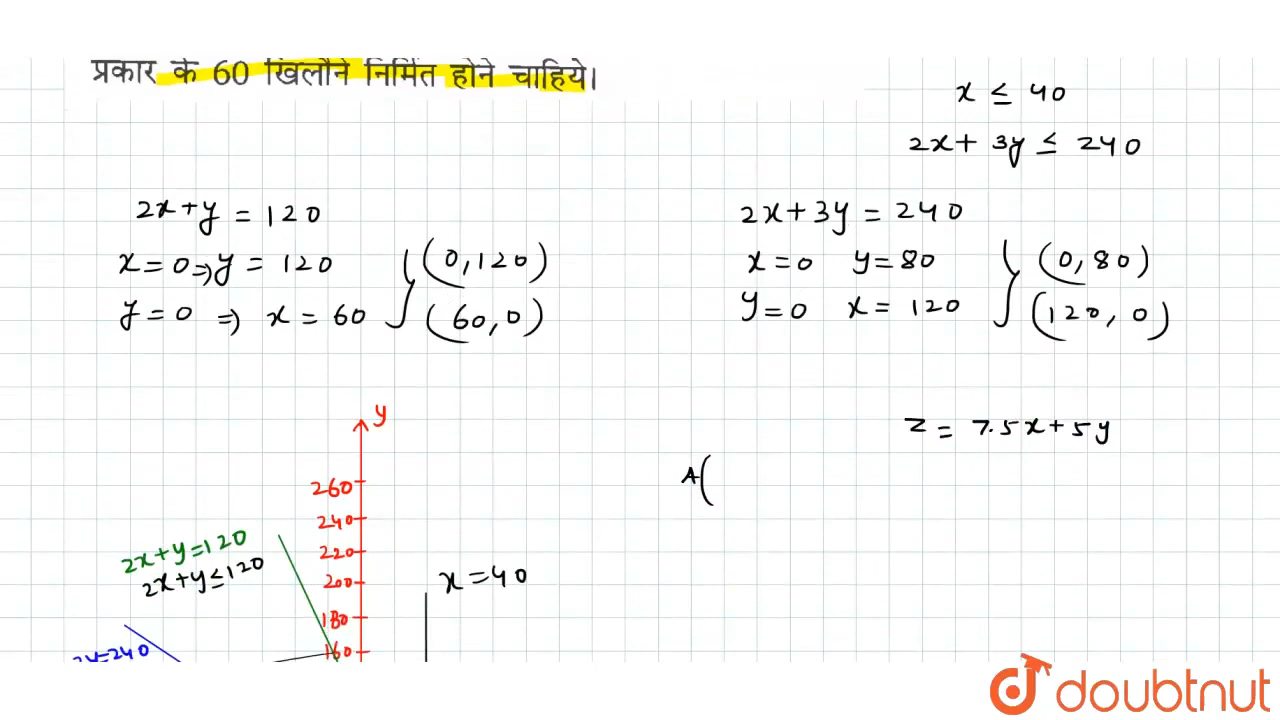 प्रकार के 60 खिलौने निर्मित होने चाहिये।
x ≤ 40
2x + 3y ≤ 240
2x + y = 120
x = 0 ⇒ y = 120 } (0, 120)
y = 0 ⇒ x = 60 (60, 0)
2x + 3y = 240
x = 0 y = 80 } (0, 80)
y = 0 x = 120 (120, 0)
Z = 7.5x + 5y
A(
y
260
240
220
200
180
160
2x + y = 120
2x + y ≤ 120
x = 40
y = 240
doubtnut